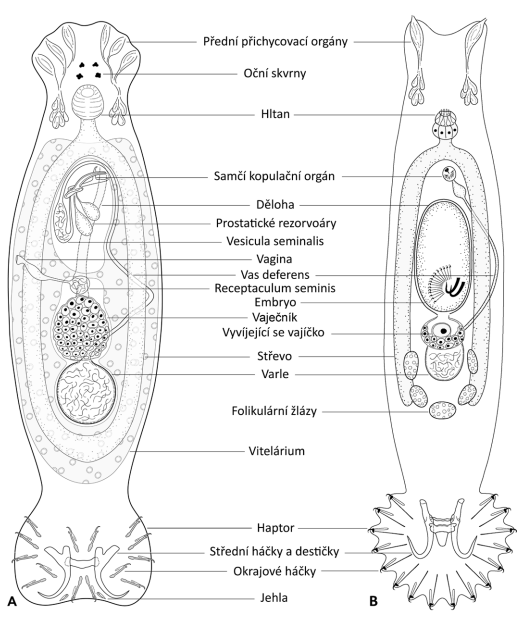 Přední přichycovací orgány
Oční skvrny
Hltan
Samčí kopulační orgán
Děloha
Prostatické rezorvoáry
Vesicula seminalis
Vagina
Vas deferens
Receptaculum seminis
Embryo
Vaječník
Vyvíjející se vajíčko
Střevo
Varle
Folikulární žlázy
Vitelárium
Haptor
Střední háčky a destičky
Okrajové háčky
Jehla
A
B